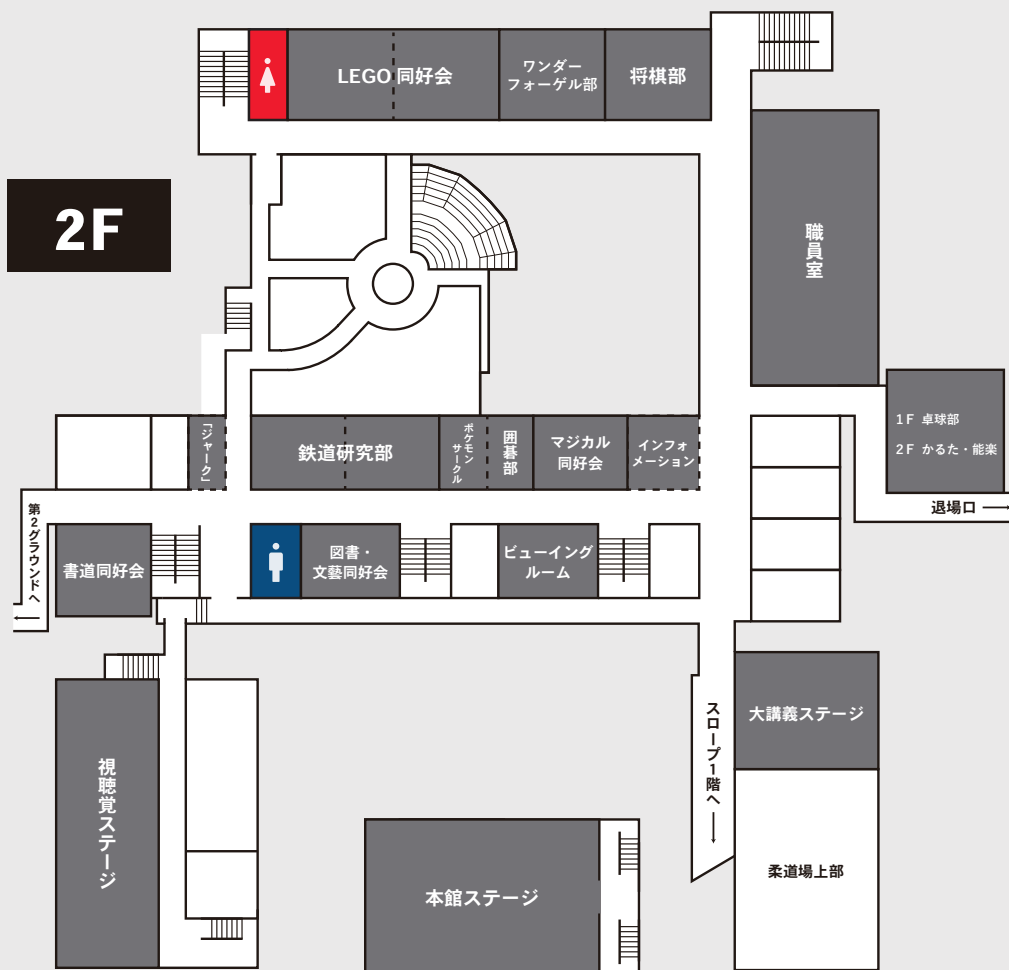 LEGO 同好会
ワンダー
フォーゲル部
将棋部
2F
職員室
1F 卓球部
2F かるた・能楽
退場口
「ジャーク」
鉄道研究部
ポケモン
サークル
囲碁部
マジカル
同好会
インフォ
メーション
第2グラウンドへ
書道同好会
図書・
文藝同好会
ビューイング
ルーム
スロープ1階へ
大講義ステージ
視聴覚ステージ
本館ステージ
柔道場上部